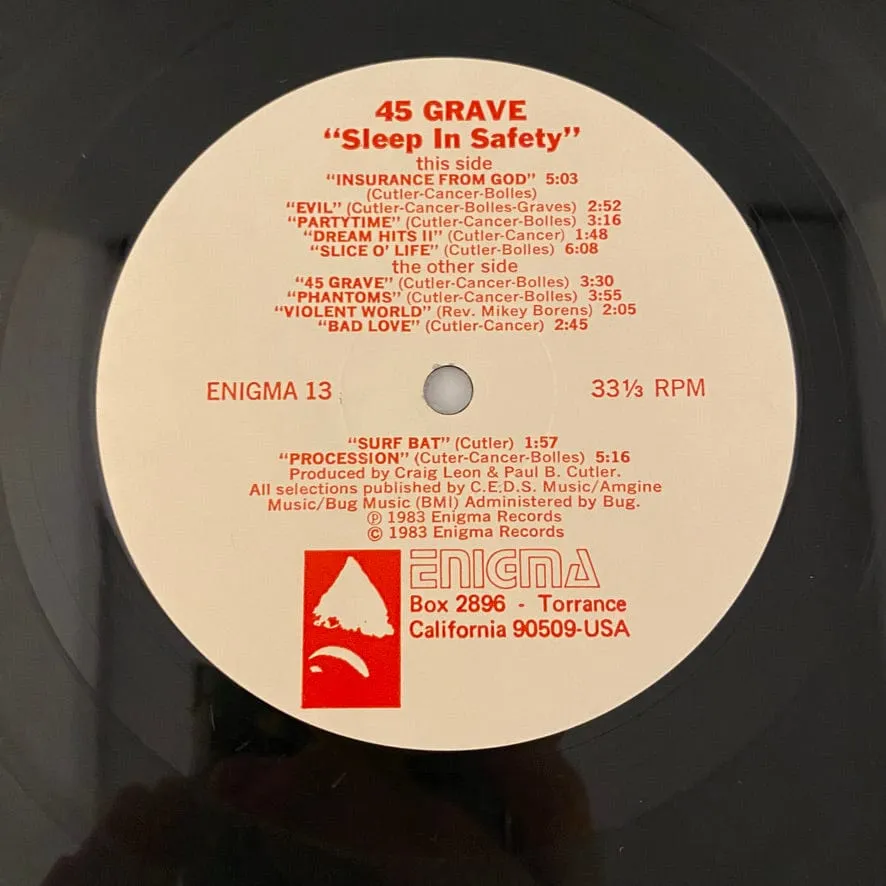 45 GRAVE
“Sleep In Safety”
this side
“INSURANCE FROM GOD” 5:03
(Cutler-Cancer-Bolles)
“EVIL” (Cutler-Cancer-Bolles-Graves) 2:52
“PARTYTIME” (Cutler-Cancer-Bolles) 3:16
“DREAM HITS II” (Cutler-Cancer) 1:48
“SLICE O’ LIFE” (Cutler-Bolles) 6:08
the other side
“45 GRAVE” (Cutler-Cancer-Bolles) 3:30
“PHANTOMS” (Cutler-Cancer-Bolles) 3:55
“VIOLENT WORLD” (Rev. Mikey Borens) 2:05
“BAD LOVE” (Cutler-Cancer) 2:45
ENIGMA 13
33⅓ RPM
“SURF BAT” (Cutler) 1:57
“PROCESSION” (Cuter-Cancer-Bolles) 5:16
Produced by Craig Leon & Paul B. Cutler.
All selections published by C.E.D.S. Music/Amgine
Music/Bug Music (BMI) Administered by Bug.
℗ 1983 Enigma Records
© 1983 Enigma Records
ENIGMA
Box 2896 - Torrance
California 90509-USA